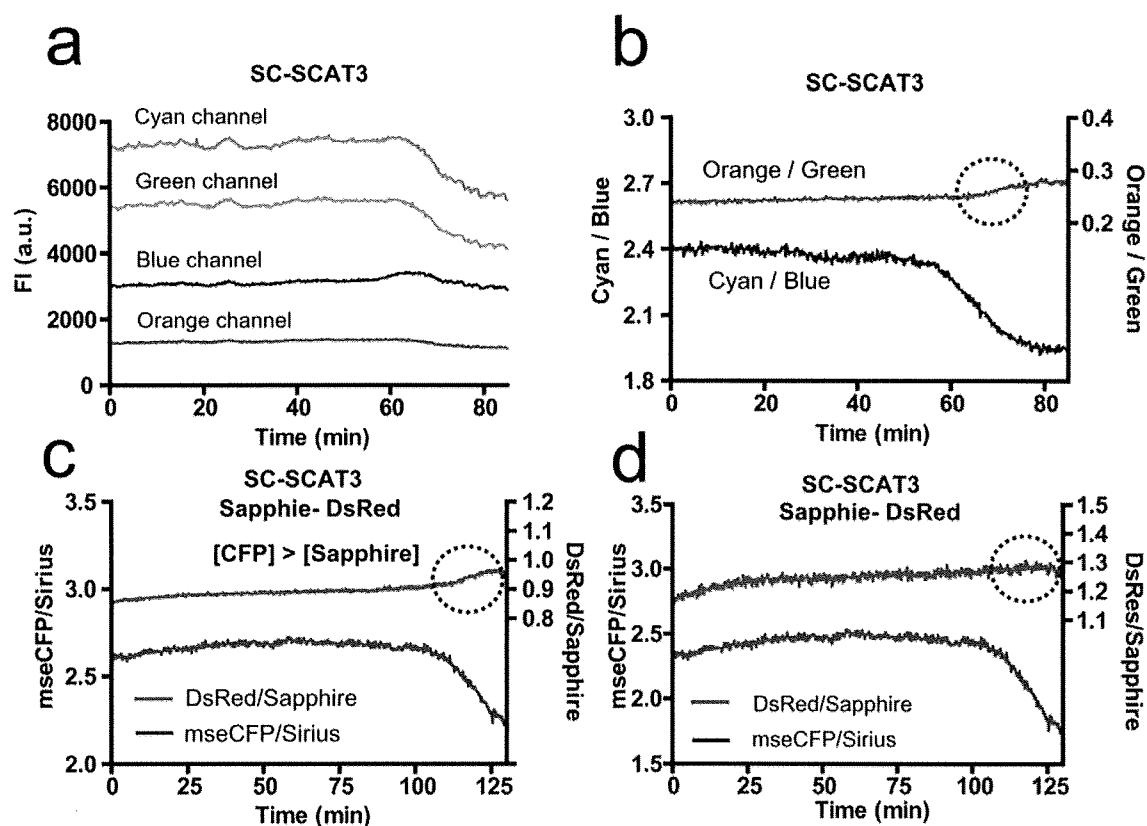 a
SC-SCAT3
8000
6000
4000
2000
0
FI (a.u.)
Cyan channel
Green channel
Blue channel
Orange channel
0 20 40 60 80
Time (min)
b
SC-SCAT3
3.0
2.7
2.4
2.1
1.8
Cyan / Blue
Orange / Green
Cyan / Blue
0.4
0.3
0.2
Orange / Green
0 20 40 60 80
Time (min)
c
SC-SCAT3
Sapphie- DsRed
[CFP] > [Sapphire]
3.5
3.0
2.5
2.0
mseCFP/Sirius
DsRed/Sapphire
mseCFP/Sirius
1.2
1.1
1.0
0.9
0.8
DsRed/Sapphire
0 25 50 75 100 125
Time (min)
d
SC-SCAT3
Sapphie- DsRed
3.5
3.0
2.5
2.0
1.5
mseCFP/Sirius
DsRed/Sapphire
mseCFP/Sirius
1.5
1.4
1.3
1.2
1.1
DsRes/Sapphire
0 25 50 75 100 125
Time (min)